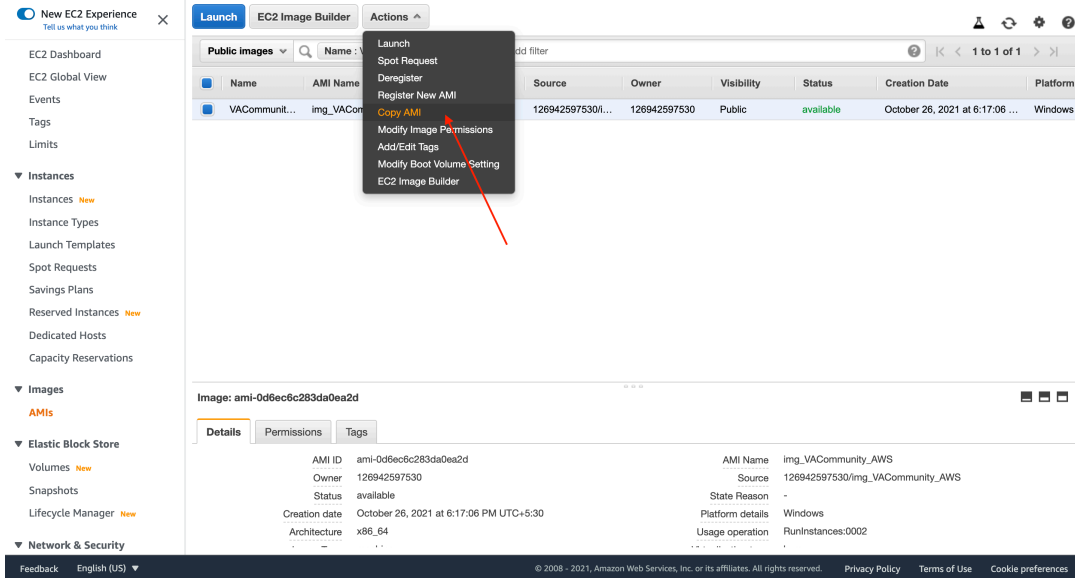 New EC2 Experience
Tell us what you think
EC2 Dashboard
EC2 Global View
Events
Tags
Limits
Instances
Instances New
Instance Types
Launch Templates
Spot Requests
Savings Plans
Reserved Instances New
Dedicated Hosts
Capacity Reservations
Images
AMIs
Elastic Block Store
Volumes New
Snapshots
Lifecycle Manager New
Network & Security
Launch EC2 Image Builder Actions
Launch
Spot Request
Deregister
Register New AMI
Copy AMI
Modify Image Permissions
Add/Edit Tags
Modify Boot Volume Setting
EC2 Image Builder
Public images Name : dd filter 1 to 1 of 1
Name AMI Name Source Owner Visibility Status Creation Date Platform
VACommunit... img_VACom 126942597530/i... 126942597530 Public available October 26, 2021 at 6:17:06 ... Windows
Image: ami-0d6ec6c283da0ea2d
Details Permissions Tags
AMI ID ami-0d6ec6c283da0ea2d AMI Name img_VACommunity_AWS
Owner 126942597530 Source 126942597530/img_VACommunity_AWS
Status available State Reason -
Creation date October 26, 2021 at 6:17:06 PM UTC+5:30 Platform details Windows
Architecture x86_64 Usage operation RunInstances:0002
Feedback English (US) © 2008 - 2021, Amazon Web Services, Inc. or its affiliates. All rights reserved. Privacy Policy Terms of Use Cookie preferences